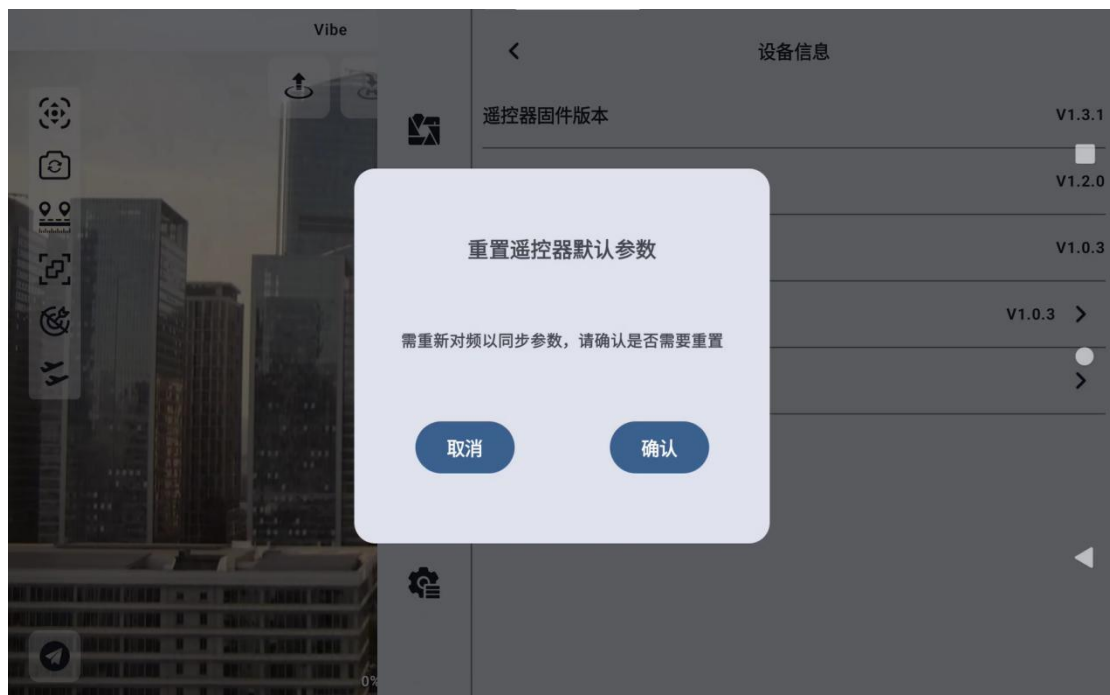 Vibe
设备信息
遥控器固件版本
V1.3.1
V1.2.0
重置遥控器默认参数
V1.0.3
V1.0.3
需重新对频以同步参数，请确认是否需要重置
取消
确认
0%